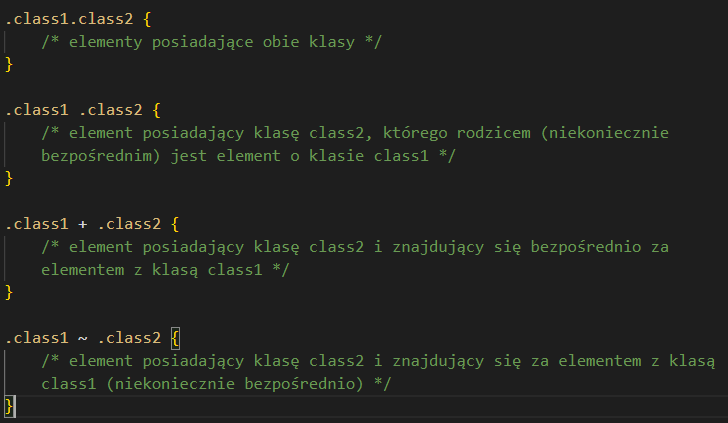 .class1.class2 {
/* elementy posiadające obie klasy */
}
.class1 .class2 {
/* element posiadający klasę class2, którego rodzicem (niekoniecznie
bezpośrednim) jest element o klasie class1 */
}
.class1 + .class2 {
/* element posiadający klasę class2 i znajdujący się bezpośrednio za
elementem z klasą class1 */
}
.class1 ~ .class2 {
/* element posiadający klasę class2 i znajdujący się za elementem z klasą
class1 (niekoniecznie bezpośrednio) */
}